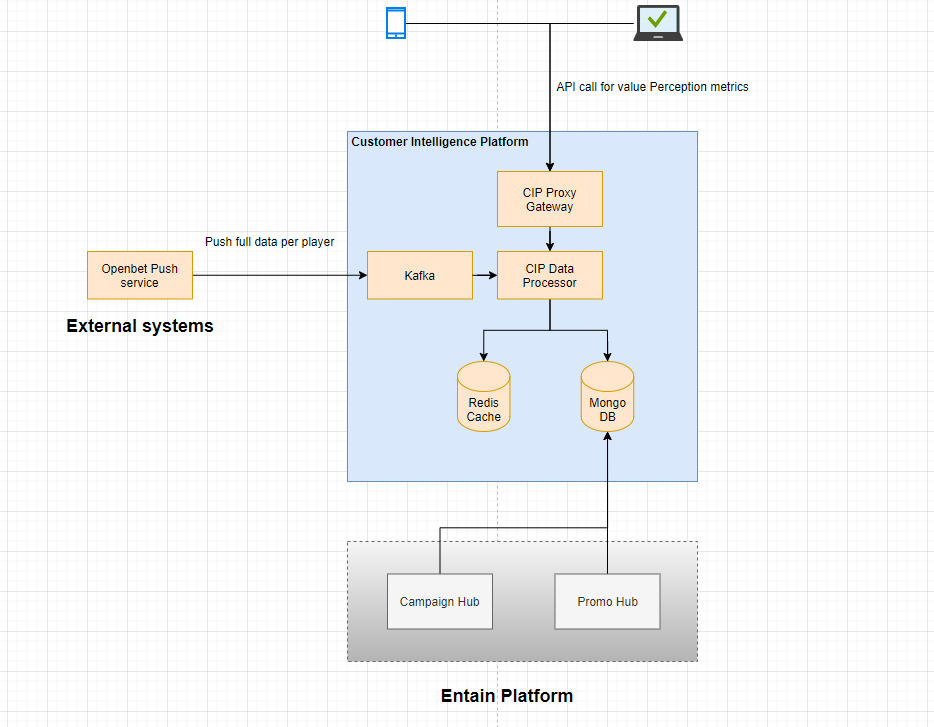 API call for value Perception metrics
Customer Intelligence Platform
CIP Proxy
Gateway
Push full data per player
Openbet Push
service
Kafka
CIP Data
Processor
External systems
Redis
Cache
Mongo
DB
Campaign Hub
Promo Hub
Entain Platform